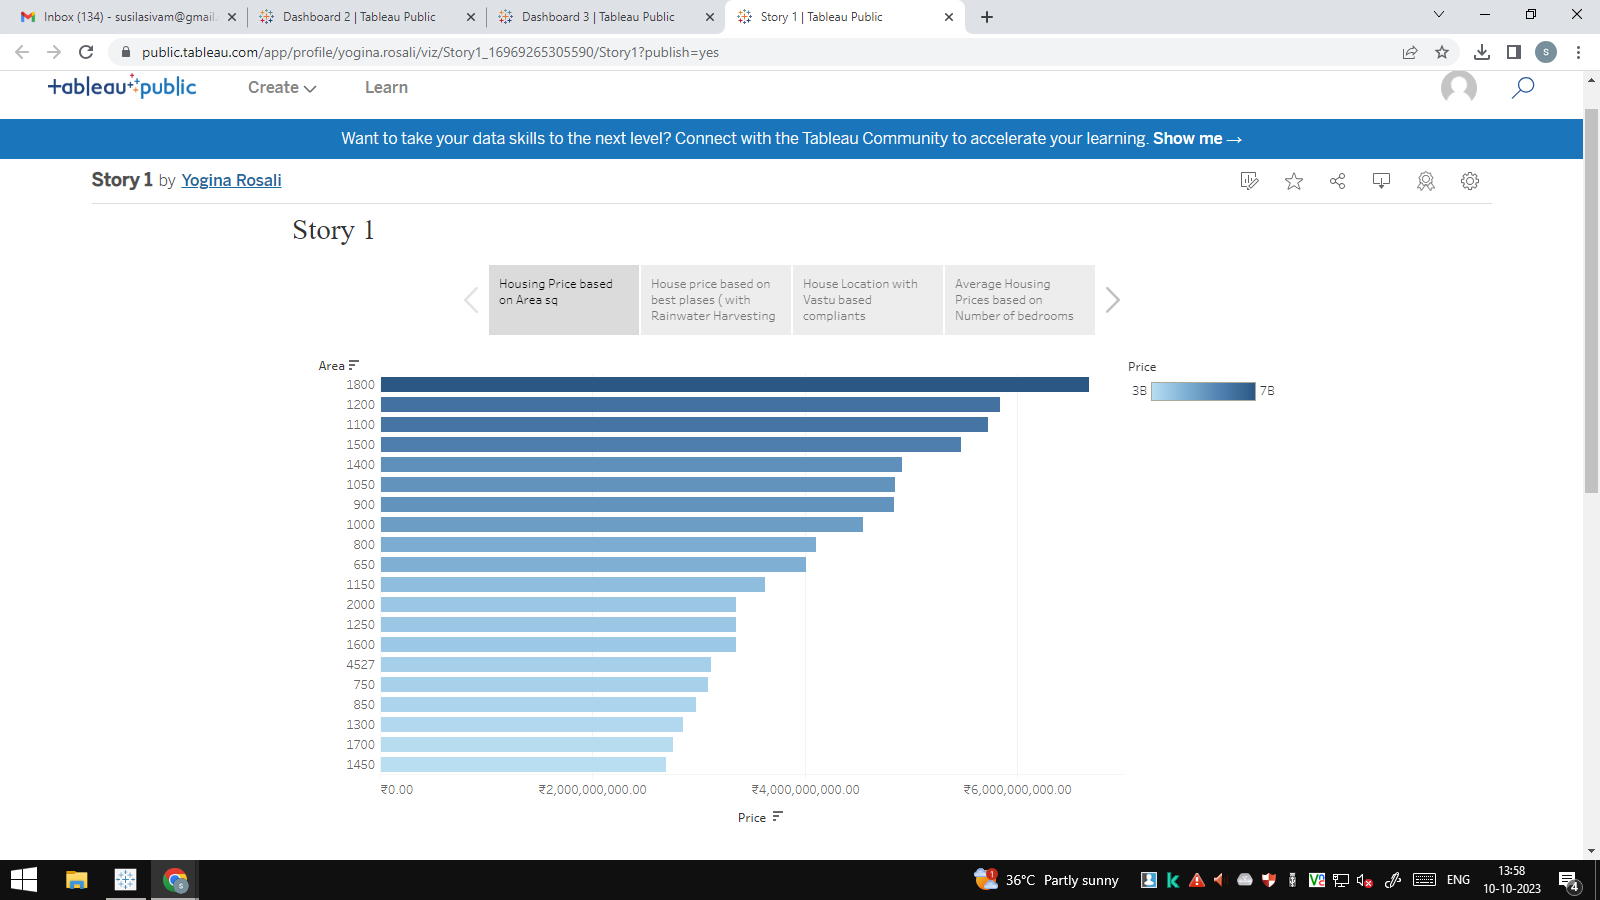 Inbox (134) - susilasivam@gmail.
Dashboard 2 | Tableau Public
Dashboard 3 | Tableau Public
Story 1 | Tableau Public
public.tableau.com/app/profile/yogina.rosali/viz/Story1_16969265305590/Story1?publish=yes
S
tableau public
Create
Learn
Want to take your data skills to the next level? Connect with the Tableau Community to accelerate your learning. Show me →
Story 1 by Yogina Rosali
Story 1
Housing Price based
on Area sq
House price based on
best plases ( with
Rainwater Harvesting
House Location with
Vastu based
compliants
Average Housing
Prices based on
Number of bedrooms
Area
1800
1200
1100
1500
1400
1050
900
1000
800
650
1150
2000
1250
1600
4527
750
850
1300
1700
1450
₹0.00
₹2,000,000,000.00
₹4,000,000,000.00
₹6,000,000,000.00
Price
Price
3B
7B
S
1
36°C Partly sunny
ENG
13:58
10-10-2023
4